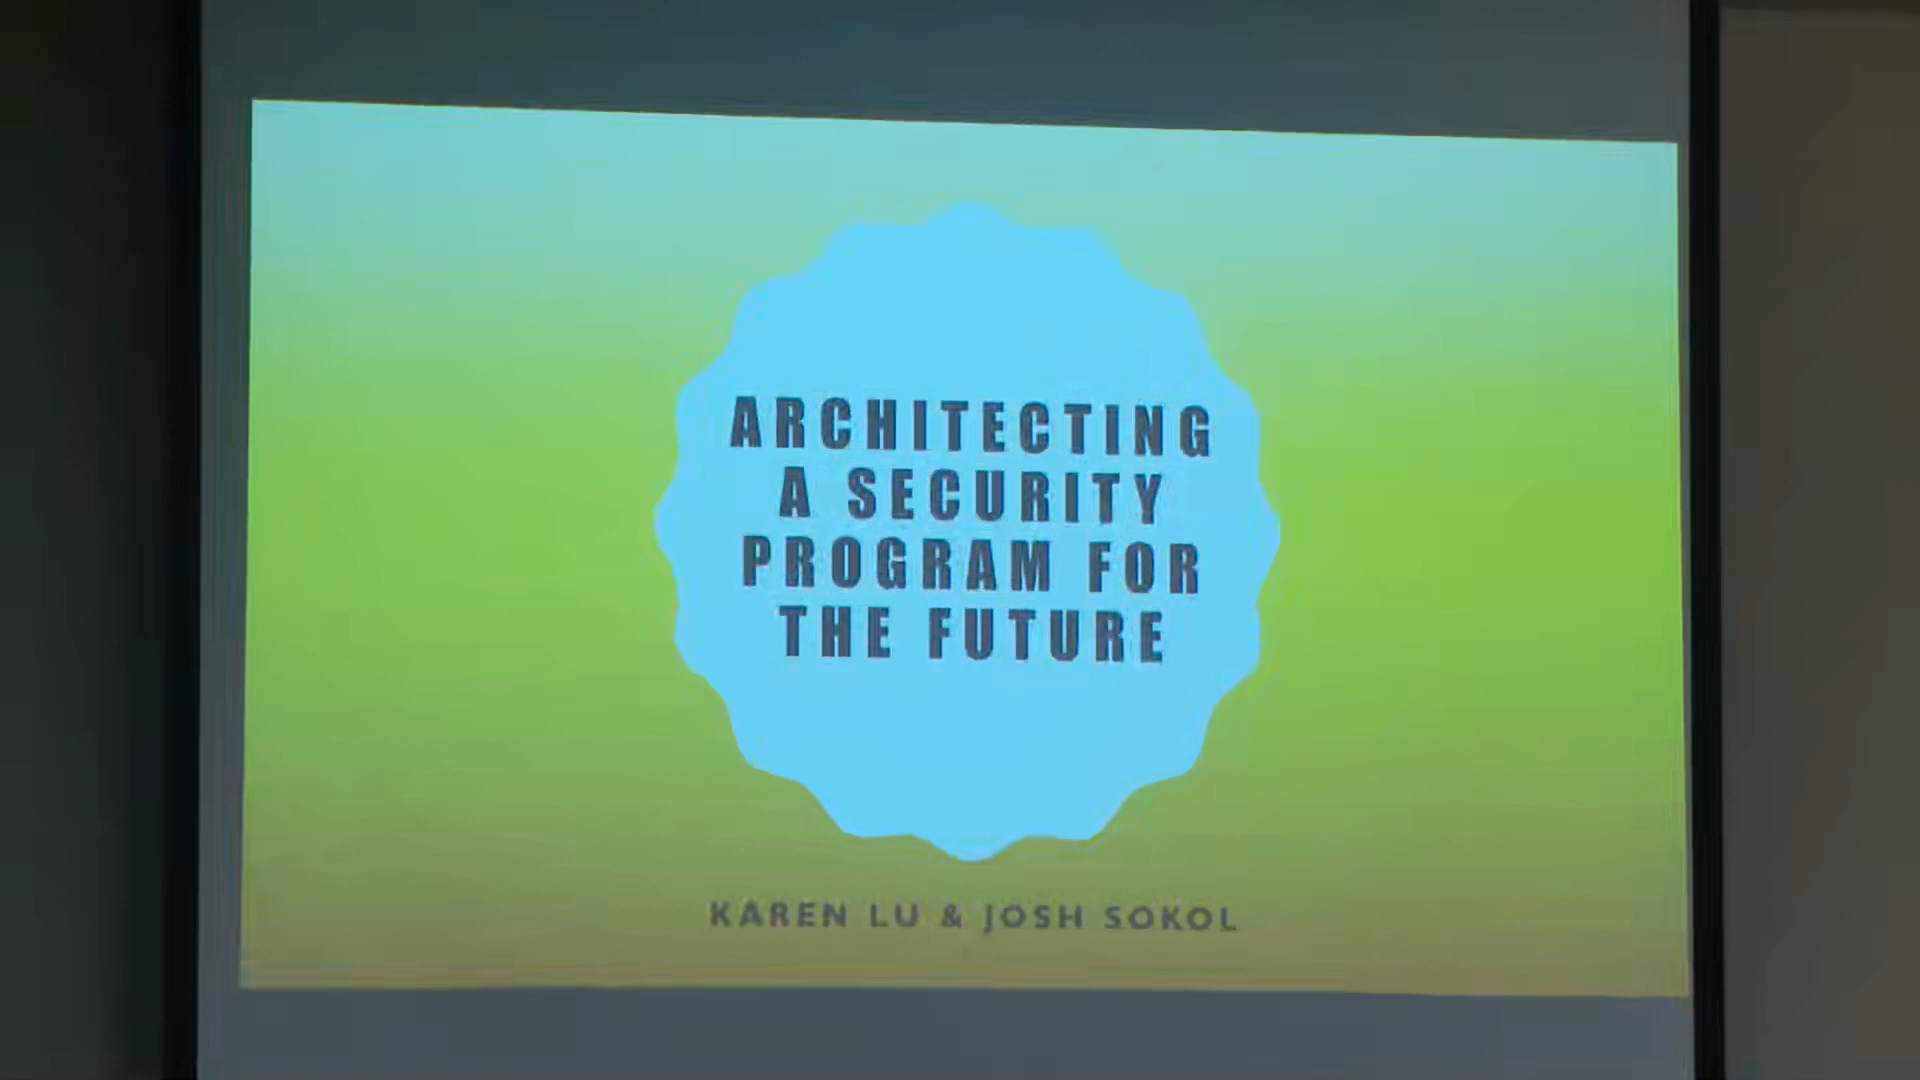 ARCHITECTING
A SECURITY
PROGRAM FOR
THE FUTURE
KAREN LU & JOSH SOKOL